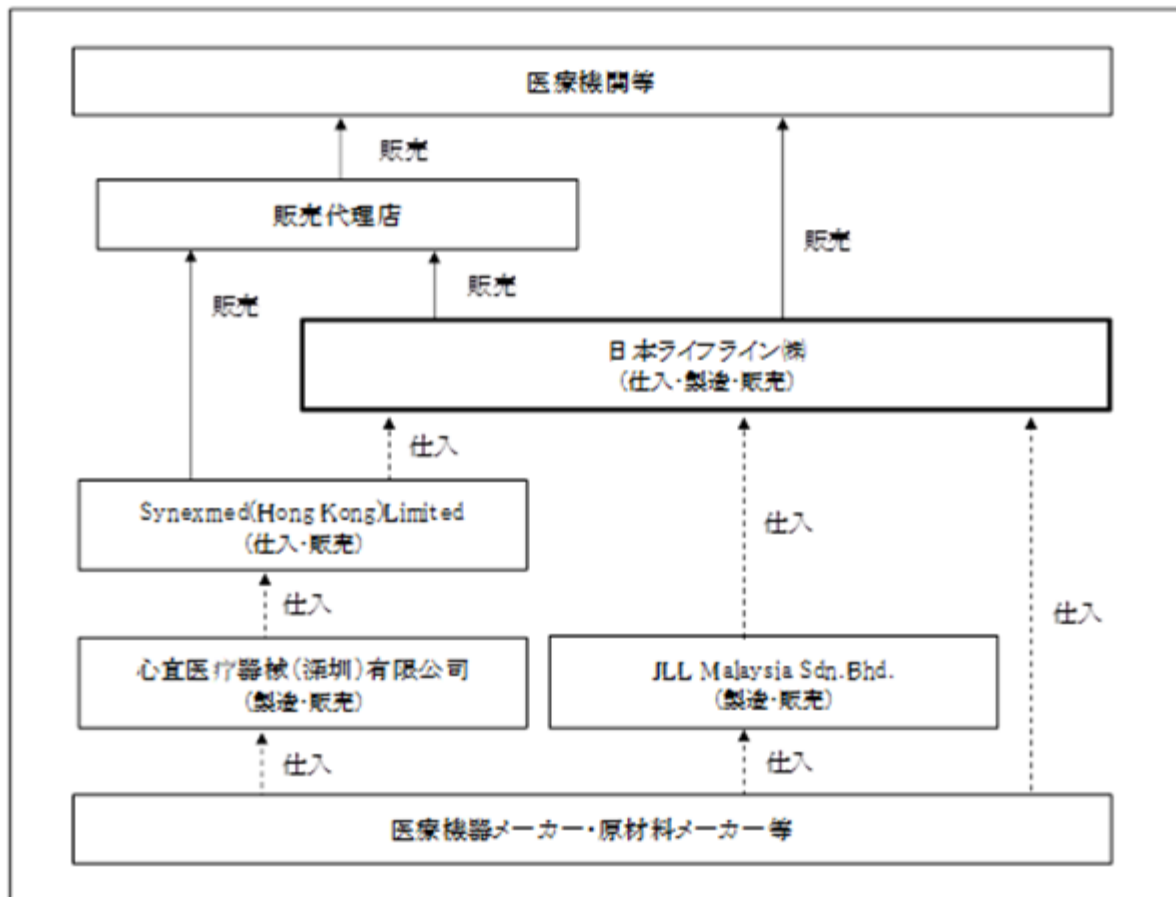 医療機関等
販売
販売代理店
販売
販売
販売
日本ライフライン㈱
(仕入・製造・販売)
仕入
Synexmed(Hong Kong)Limited
(仕入・販売)
仕入
仕入
仕入
心宜医疗器械(深圳)有限公司
(製造・販売)
JLL Malaysia Sdn.Bhd.
(製造・販売)
仕入
仕入
医療機器メーカー・原材料メーカー等